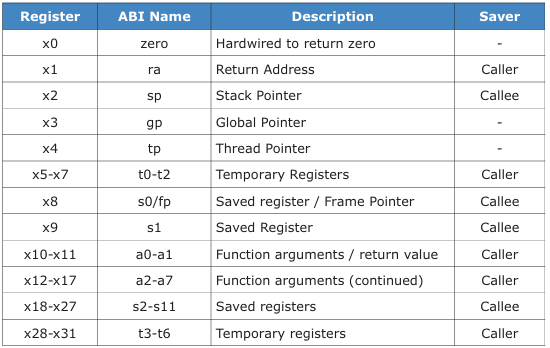 Register ABI Name Description Saver
x0 zero Hardwired to return zero -
x1 ra Return Address Caller
x2 sp Stack Pointer Callee
x3 gp Global Pointer -
x4 tp Thread Pointer -
x5-x7 t0-t2 Temporary Registers Caller
x8 s0/fp Saved register / Frame Pointer Callee
x9 s1 Saved Register Callee
x10-x11 a0-a1 Function arguments / return value Caller
x12-x17 a2-a7 Function arguments (continued) Caller
x18-x27 s2-s11 Saved registers Callee
x28-x31 t3-t6 Temporary registers Caller